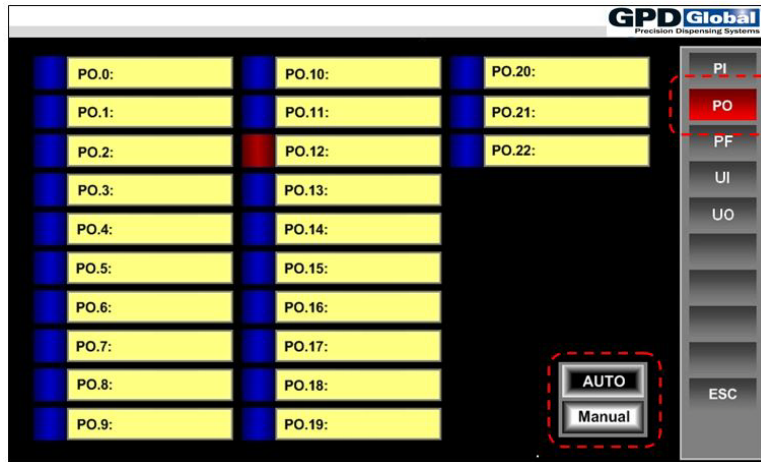 GPD Global
Precision Dispensing Systems
PO.0:
PO.1:
PO.2:
PO.3:
PO.4:
PO.5:
PO.6:
PO.7:
PO.8:
PO.9:
PO.10:
PO.11:
PO.12:
PO.13:
PO.14:
PO.15:
PO.16:
PO.17:
PO.18:
PO.19:
PO.20:
PO.21:
PO.22:
AUTO
Manual
PI
PO
PF
UI
UO
ESC